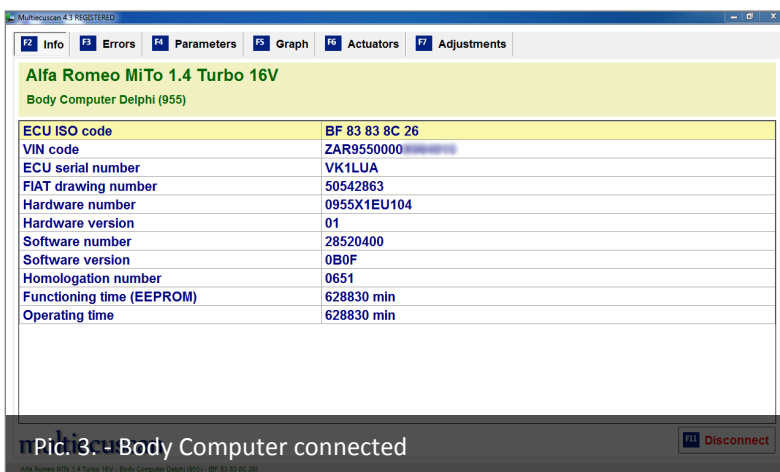 Multiecuscan 4.3 REGISTERED
F2 Info F3 Errors F4 Parameters F5 Graph F6 Actuators F7 Adjustments
Alfa Romeo MiTo 1.4 Turbo 16V
Body Computer Delphi (955)
ECU ISO code BF 83 83 8C 26
VIN code ZAR9550000
ECU serial number VK1LUA
FIAT drawing number 50542863
Hardware number 0955X1EU104
Hardware version 01
Software number 28520400
Software version 0B0F
Homologation number 0651
Functioning time (EEPROM) 628830 min
Operating time 628830 min
multiecuscan
F11 Disconnect
Pic. 3. - Body Computer connected
Alfa Romeo MiTo 1.4 Turbo 16V - Body Computer Delphi (955) - (BF 83 83 8C 26)